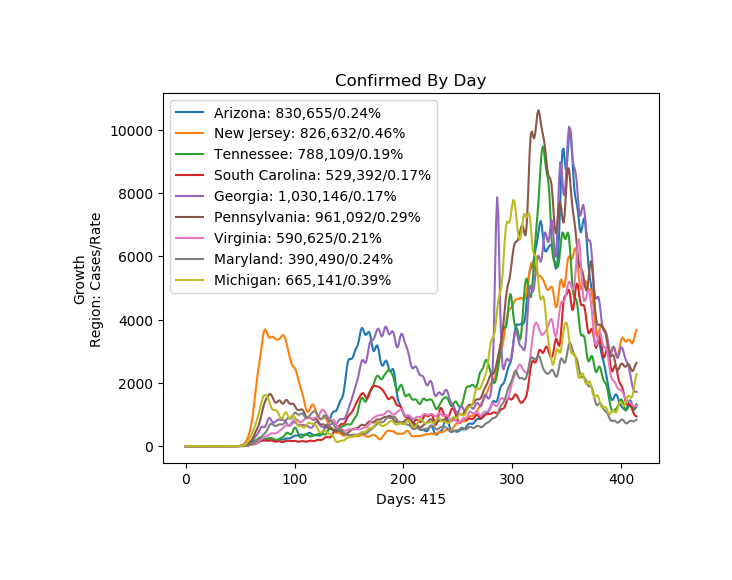 Confirmed By Day
Arizona: 830,655/0.24%
New Jersey: 826,632/0.46%
Tennessee: 788,109/0.19%
South Carolina: 529,392/0.17%
Georgia: 1,030,146/0.17%
Pennsylvania: 961,092/0.29%
Virginia: 590,625/0.21%
Maryland: 390,490/0.24%
Michigan: 665,141/0.39%
Growth
Region: Cases/Rate
10000
8000
6000
4000
2000
0
0
100
200
300
400
Days: 415